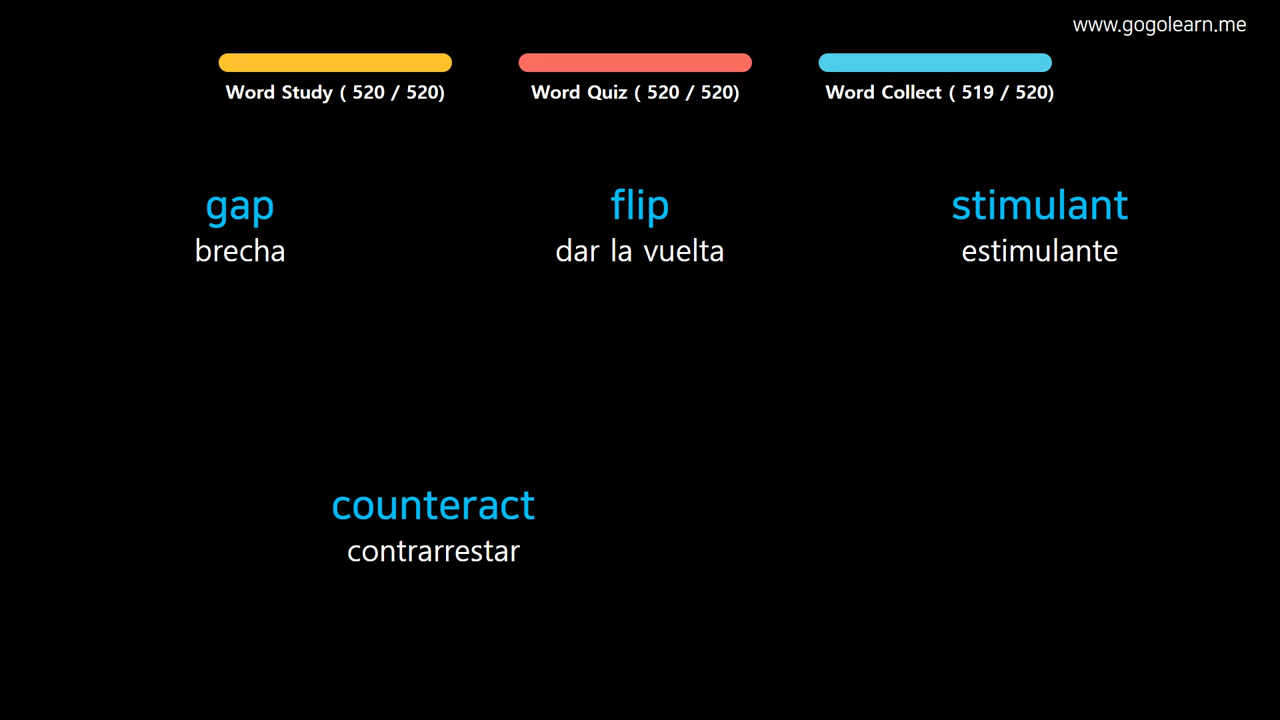 www.gogolearn.me
Word Study ( 520 / 520)
Word Quiz ( 520 / 520)
Word Collect ( 519 / 520)
gap
brecha
flip
dar la vuelta
stimulant
estimulante
counteract
contrarrestar